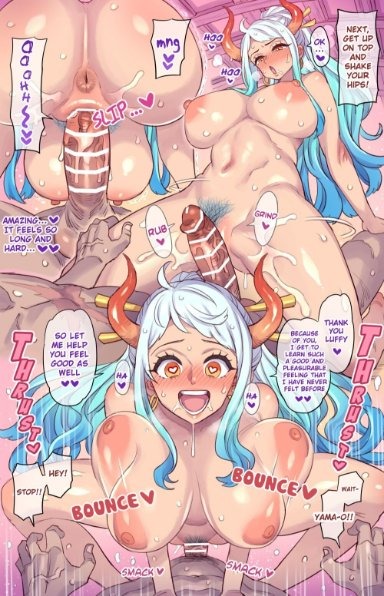 NEXT,
GET UP
ON TOP
AND
SHAKE
YOUR
HIPS!
OK...
HAA
HAA
mng
OOOHH
SLIP...
AMAZING...
IT FEELS SO
LONG AND
HARD...
RUB
GRIND
THANK
YOU
LUFFY
BECAUSE
OF YOU,
I GET TO
LEARN SUCH
A GOOD AND
PLEASURABLE
FEELING THAT
I HAVE NEVER
FELT BEFORE
SO LET
ME HELP
YOU FEEL
GOOD AS
WELL
HA
HA
THRUST
THRUST
HEY!
STOP!!
WAIT-
YAMA-O!!
BOUNCE
BOUNCE
SMACK
SMACK